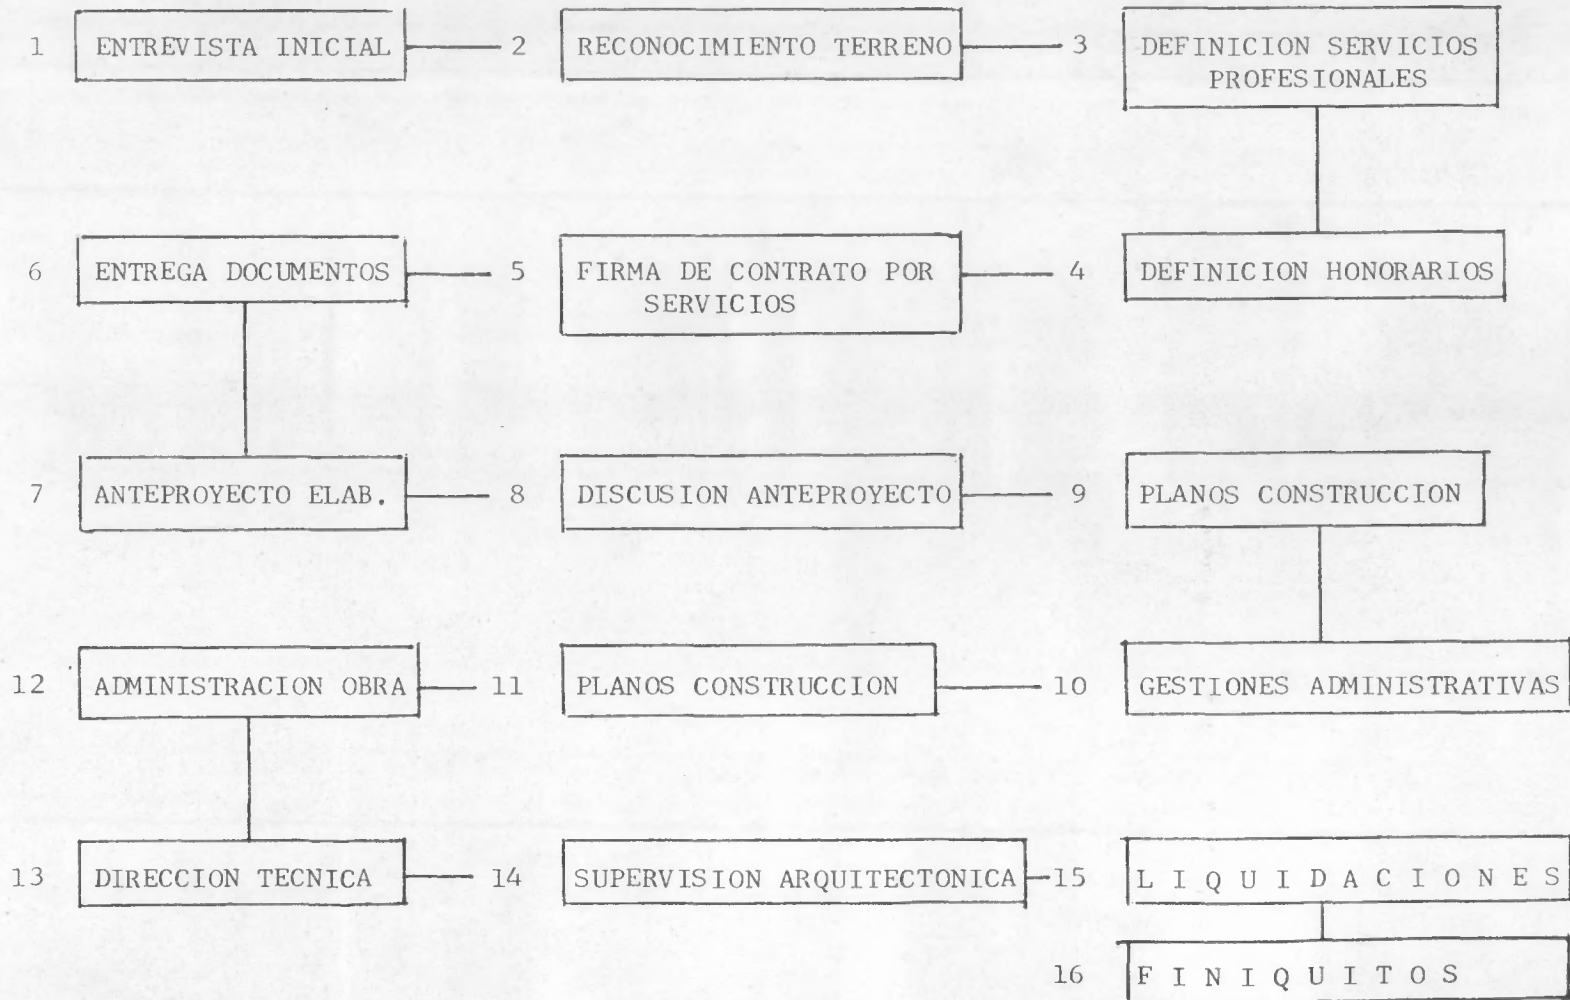 1 ENTREVISTA INICIAL
2 RECONOCIMIENTO TERRENO
3 DEFINICION SERVICIOS
PROFESIONALES
6 ENTREGA DOCUMENTOS
5 FIRMA DE CONTRATO POR
SERVICIOS
4 DEFINICION HONORARIOS
7 ANTEPROYECTO ELAB.
8 DISCUSION ANTEPROYECTO
9 PLANOS CONSTRUCCION
12 ADMINISTRACION OBRA
11 PLANOS CONSTRUCCION
10 GESTIONES ADMINISTRATIVAS
13 DIRECCION TECNICA
14 SUPERVISION ARQUITECTONICA
15 L I Q U I D A C I O N E S
16 F I N I Q U I T O S